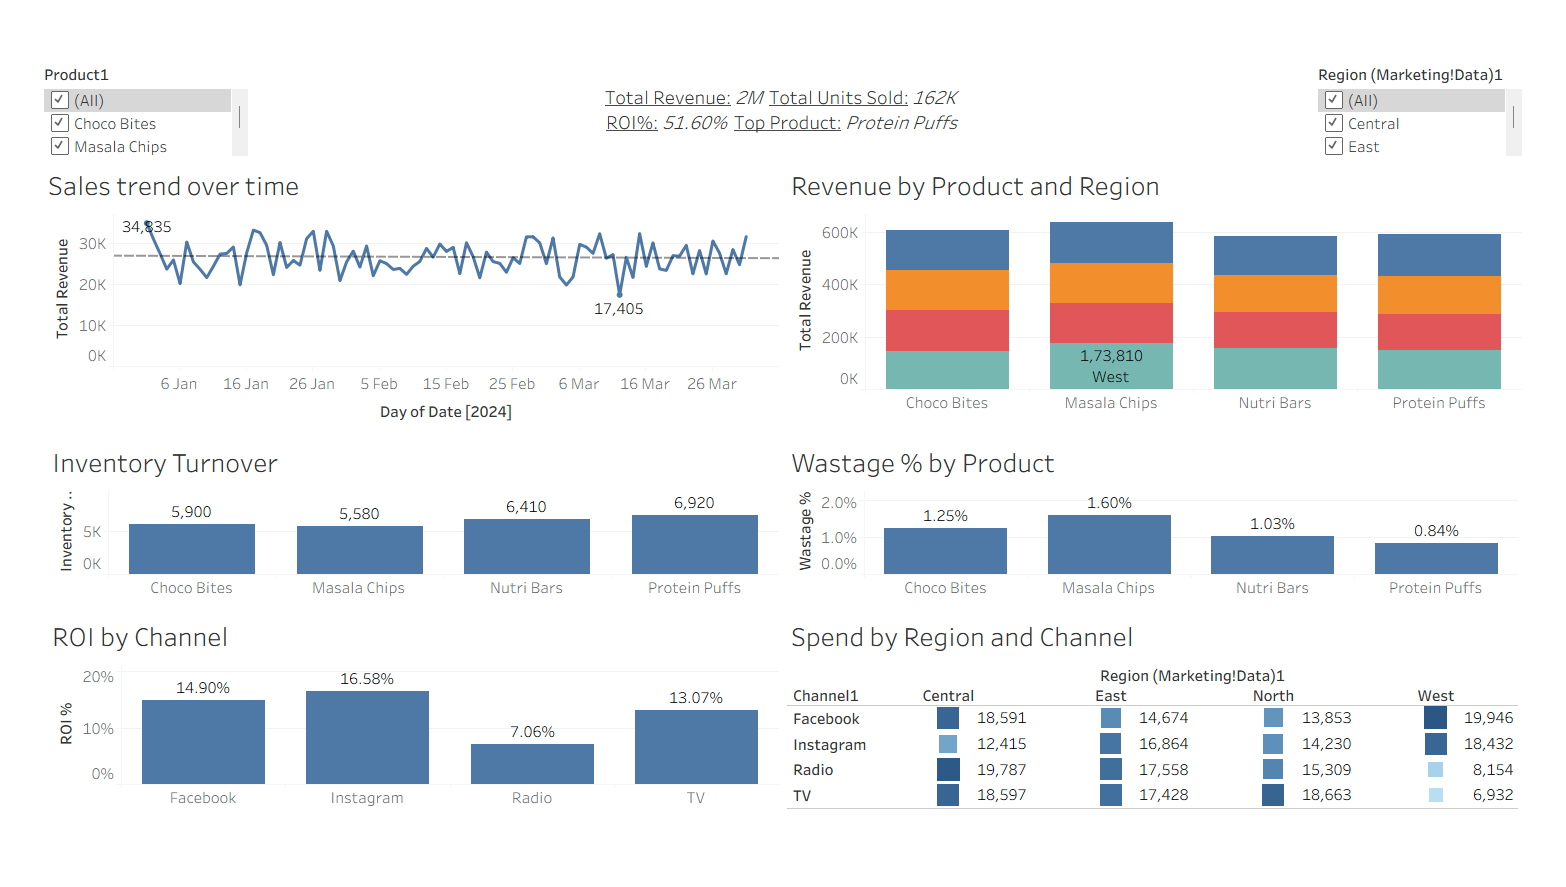 Product1
(All)
Choco Bites
Masala Chips
Total Revenue: 2M Total Units Sold: 162K
ROI%: 51.60% Top Product: Protein Puffs
Region (Marketing!Data)1
(All)
Central
East
Sales trend over time
Total Revenue
30K
20K
10K
0K
34,835
17,405
6 Jan 16 Jan 26 Jan 5 Feb 15 Feb 25 Feb 6 Mar 16 Mar 26 Mar
Day of Date [2024]
Revenue by Product and Region
Total Revenue
600K
400K
200K
0K
1,73,810
West
Choco Bites Masala Chips Nutri Bars Protein Puffs
Inventory Turnover
Inventory ..
5K
0K
5,900 5,580 6,410 6,920
Choco Bites Masala Chips Nutri Bars Protein Puffs
Wastage % by Product
Wastage %
2.0%
1.0%
0.0%
1.25% 1.60% 1.03% 0.84%
Choco Bites Masala Chips Nutri Bars Protein Puffs
ROI by Channel
ROI %
20%
10%
0%
14.90% 16.58% 7.06% 13.07%
Facebook Instagram Radio TV
Spend by Region and Channel
Region (Marketing!Data)1
Channel1 Central East North West
Facebook 18,591 14,674 13,853 19,946
Instagram 12,415 16,864 14,230 18,432
Radio 19,787 17,558 15,309 8,154
TV 18,597 17,428 18,663 6,932